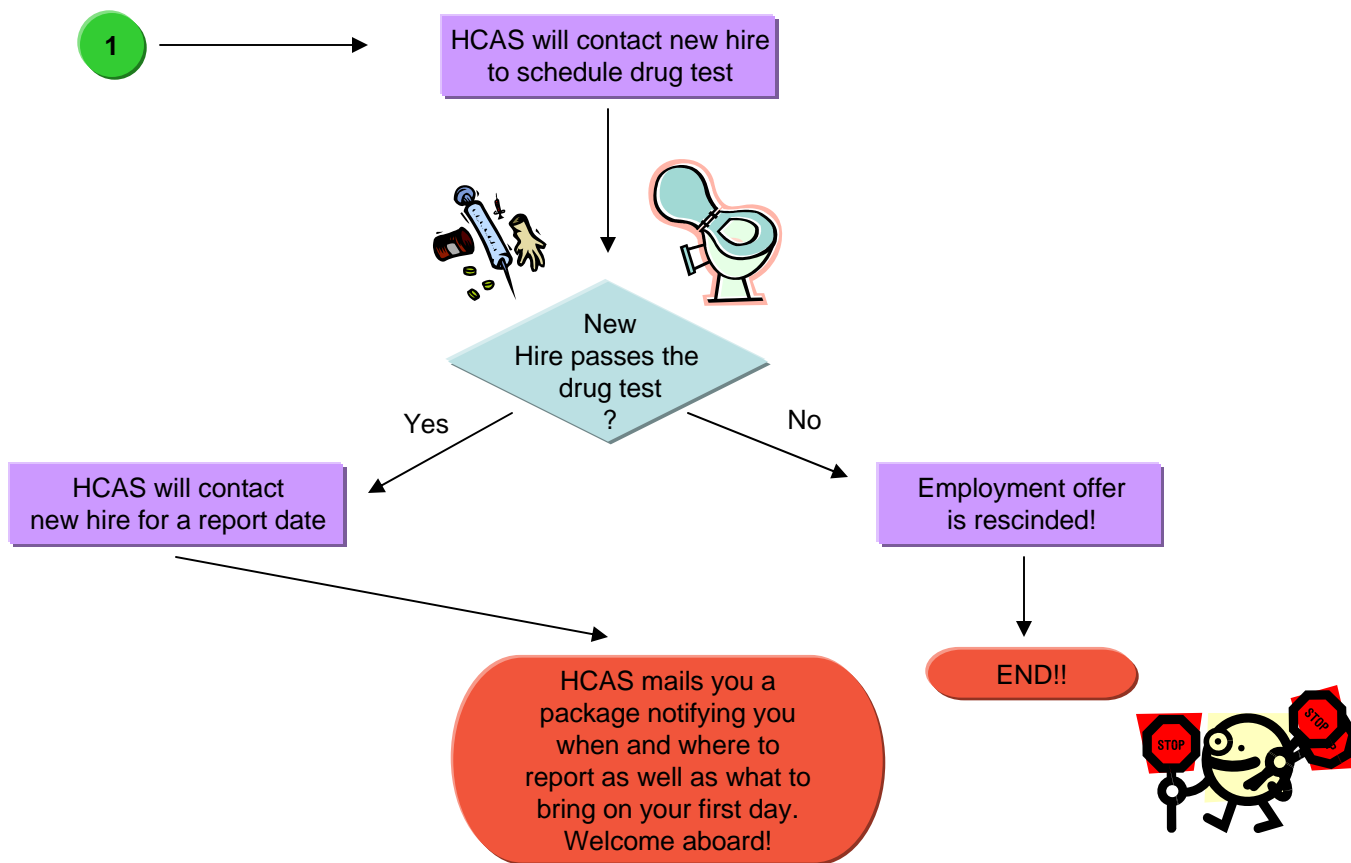 1
HCAS will contact new hire
to schedule drug test
New
Hire passes the
drug test
?
Yes
No
HCAS will contact
new hire for a report date
Employment offer
is rescinded!
END!!
HCAS mails you a
package notifying you
when and where to
report as well as what to
bring on your first day.
Welcome aboard!
STOP
STOP